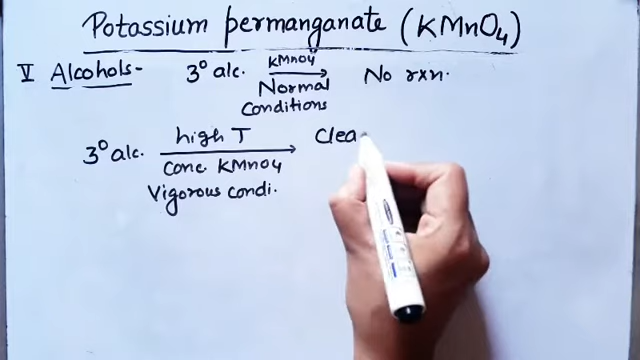 Potassium permanganate (KMnO4)
V Alcohols- 3° alc. KMnO4 No rxn.
Normal
Conditions
3° alc. high T Clea
Conc. KMnO4
Vigorous condi.